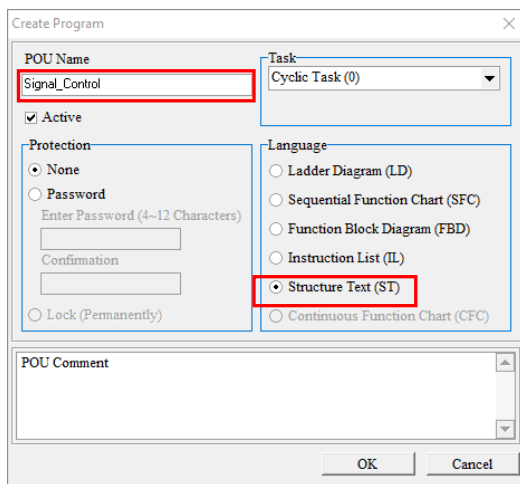 Create Program
POU Name
Signal_Control
Active
Task
Cyclic Task (0)
Protection
None
Password
Enter Password (4~12 Characters)
Confirmation
Lock (Permanently)
Language
Ladder Diagram (LD)
Sequential Function Chart (SFC)
Function Block Diagram (FBD)
Instruction List (IL)
Structure Text (ST)
Continuous Function Chart (CFC)
POU Comment
OK
Cancel